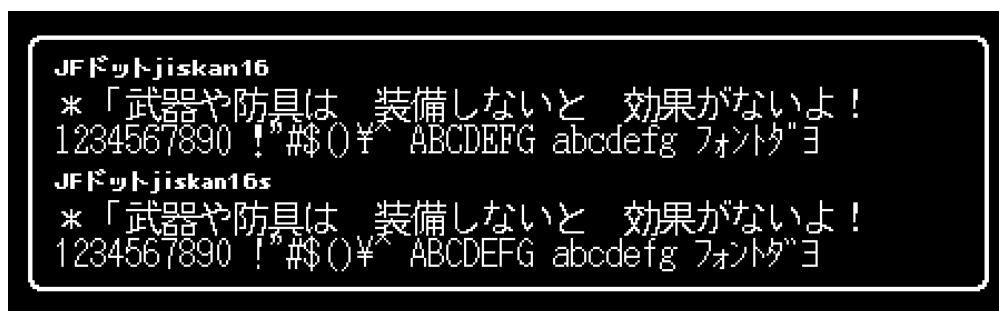 JFドットjiskan16
*「武器や防具は　装備しないと　効果がないよ！
1234567890 !"#$()¥^ ABCDEFG abcdefg ﾌｫﾝﾄﾀﾞﾖ
JFドットjiskan16s
*「武器や防具は　装備しないと　効果がないよ！
1234567890 !"#$()¥^ ABCDEFG abcdefg ﾌｫﾝﾄﾀﾞﾖ